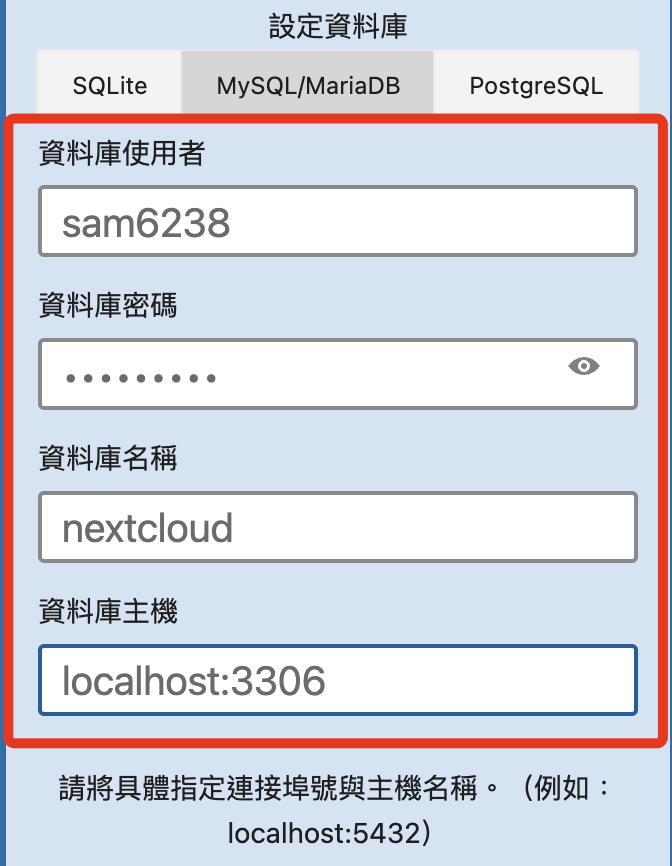 設定資料庫
SQLite MySQL/MariaDB PostgreSQL
資料庫使用者
sam6238
資料庫密碼
•••••••••
資料庫名稱
nextcloud
資料庫主機
localhost:3306
請將具體指定連接埠號與主機名稱。（例如：
localhost:5432）